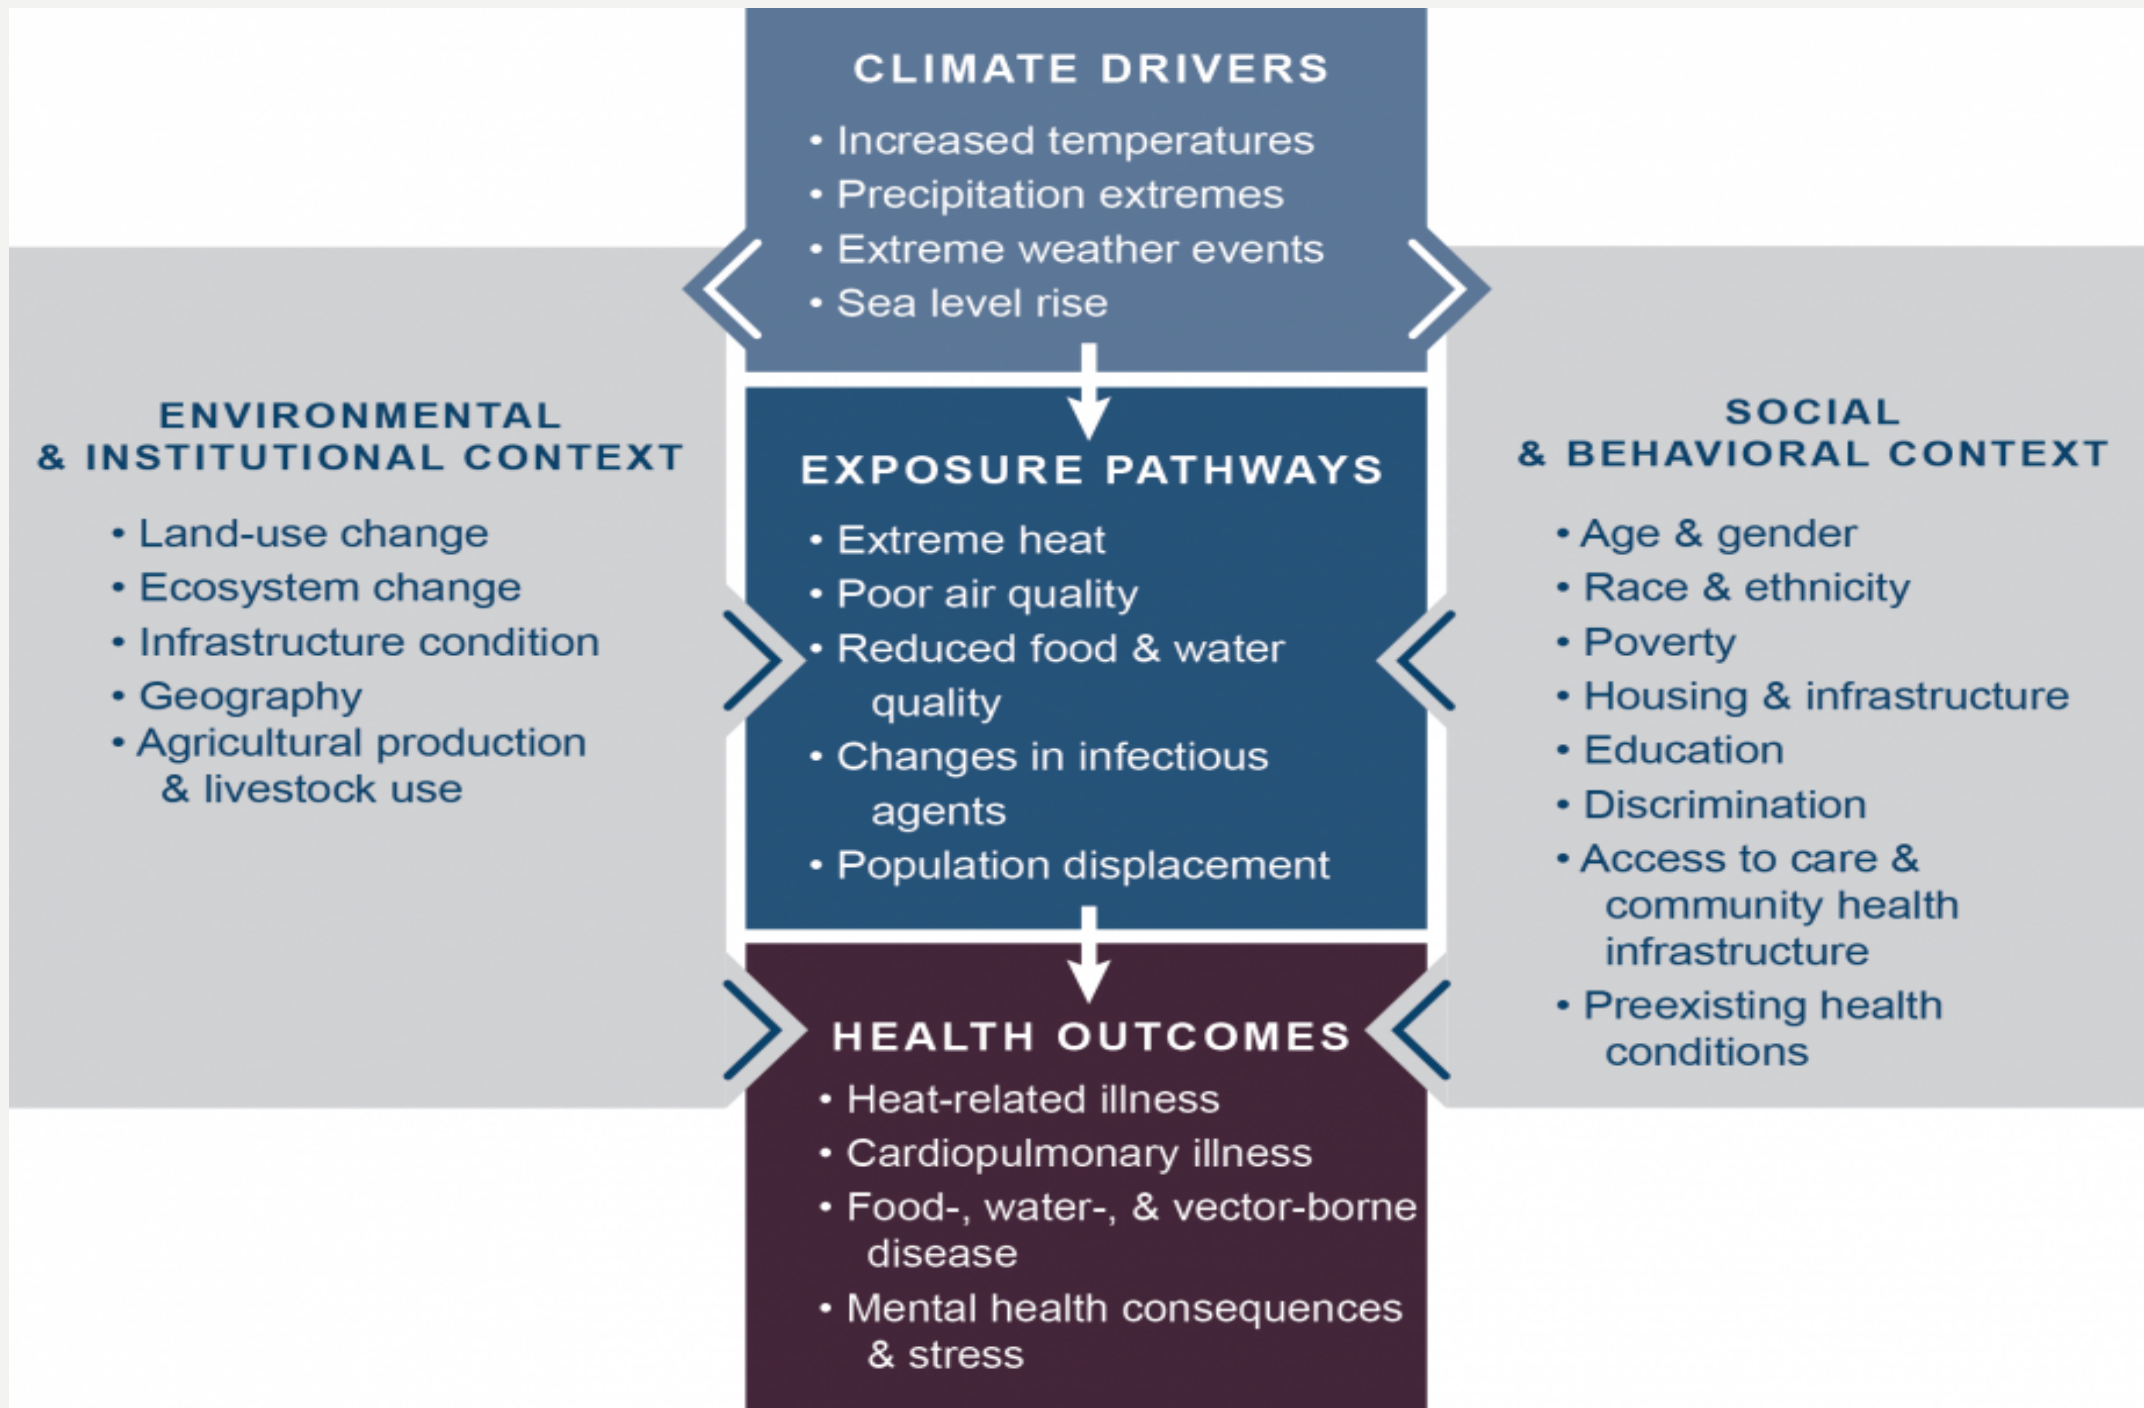 CLIMATE DRIVERS
• Increased temperatures
• Precipitation extremes
• Extreme weather events
• Sea level rise
ENVIRONMENTAL
& INSTITUTIONAL CONTEXT
• Land-use change
• Ecosystem change
• Infrastructure condition
• Geography
• Agricultural production
& livestock use
EXPOSURE PATHWAYS
• Extreme heat
• Poor air quality
• Reduced food & water
quality
• Changes in infectious
agents
• Population displacement
SOCIAL
& BEHAVIORAL CONTEXT
• Age & gender
• Race & ethnicity
• Poverty
• Housing & infrastructure
• Education
• Discrimination
• Access to care &
community health
infrastructure
• Preexisting health
conditions
HEALTH OUTCOMES
• Heat-related illness
• Cardiopulmonary illness
• Food-, water-, & vector-borne
disease
• Mental health consequences
& stress